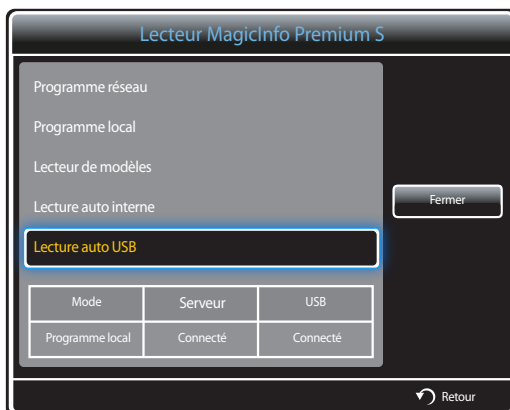 Lecteur MagicInfo Premium S
Programme réseau
Programme local
Lecteur de modèles
Lecture auto interne
Fermer
Lecture auto USB
Mode Serveur USB
Programme local Connecté Connecté
Retour